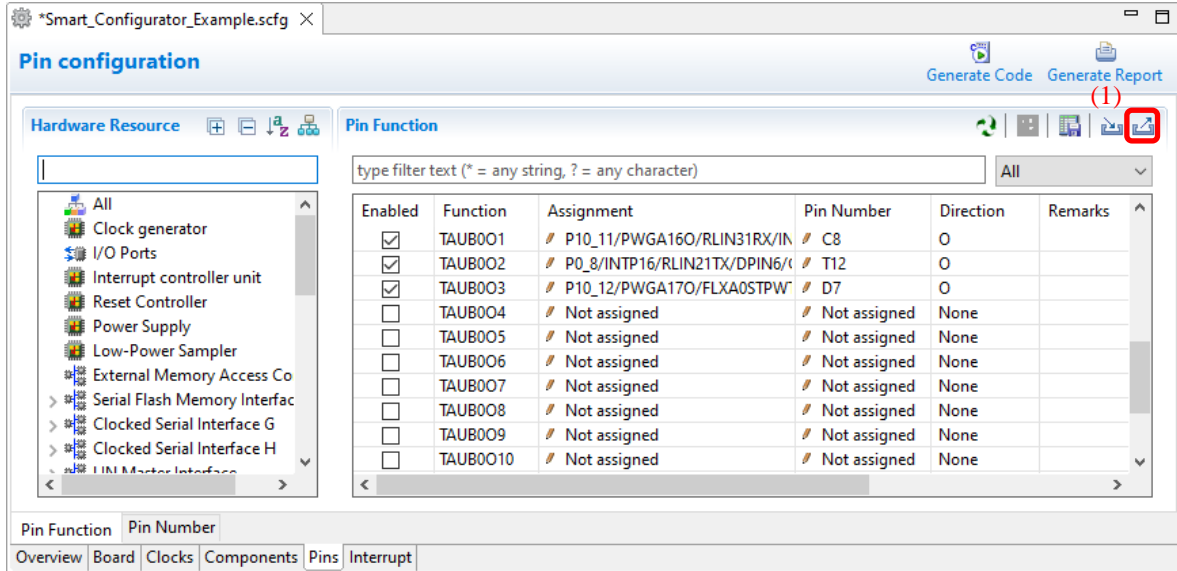 *Smart_Configurator_Example.scfg
Pin configuration
Generate Code Generate Report
(1)
Hardware Resource
Pin Function
type filter text (* = any string, ? = any character)
All
All
Clock generator
I/O Ports
Interrupt controller unit
Reset Controller
Power Supply
Low-Power Sampler
External Memory Access Co
Serial Flash Memory Interfac
Clocked Serial Interface G
Clocked Serial Interface H
LIN Master Interface
Enabled Function Assignment Pin Number Direction Remarks
TAUB0O1 P10_11/PWGA16O/RLIN31RX/IN C8 O
TAUB0O2 P0_8/INTP16/RLIN21TX/DPIN6/ T12 O
TAUB0O3 P10_12/PWGA17O/FLXA0STPWT D7 O
TAUB0O4 Not assigned Not assigned None
TAUB0O5 Not assigned Not assigned None
TAUB0O6 Not assigned Not assigned None
TAUB0O7 Not assigned Not assigned None
TAUB0O8 Not assigned Not assigned None
TAUB0O9 Not assigned Not assigned None
TAUB0O10 Not assigned Not assigned None
Pin Function Pin Number
Overview Board Clocks Components Pins Interrupt